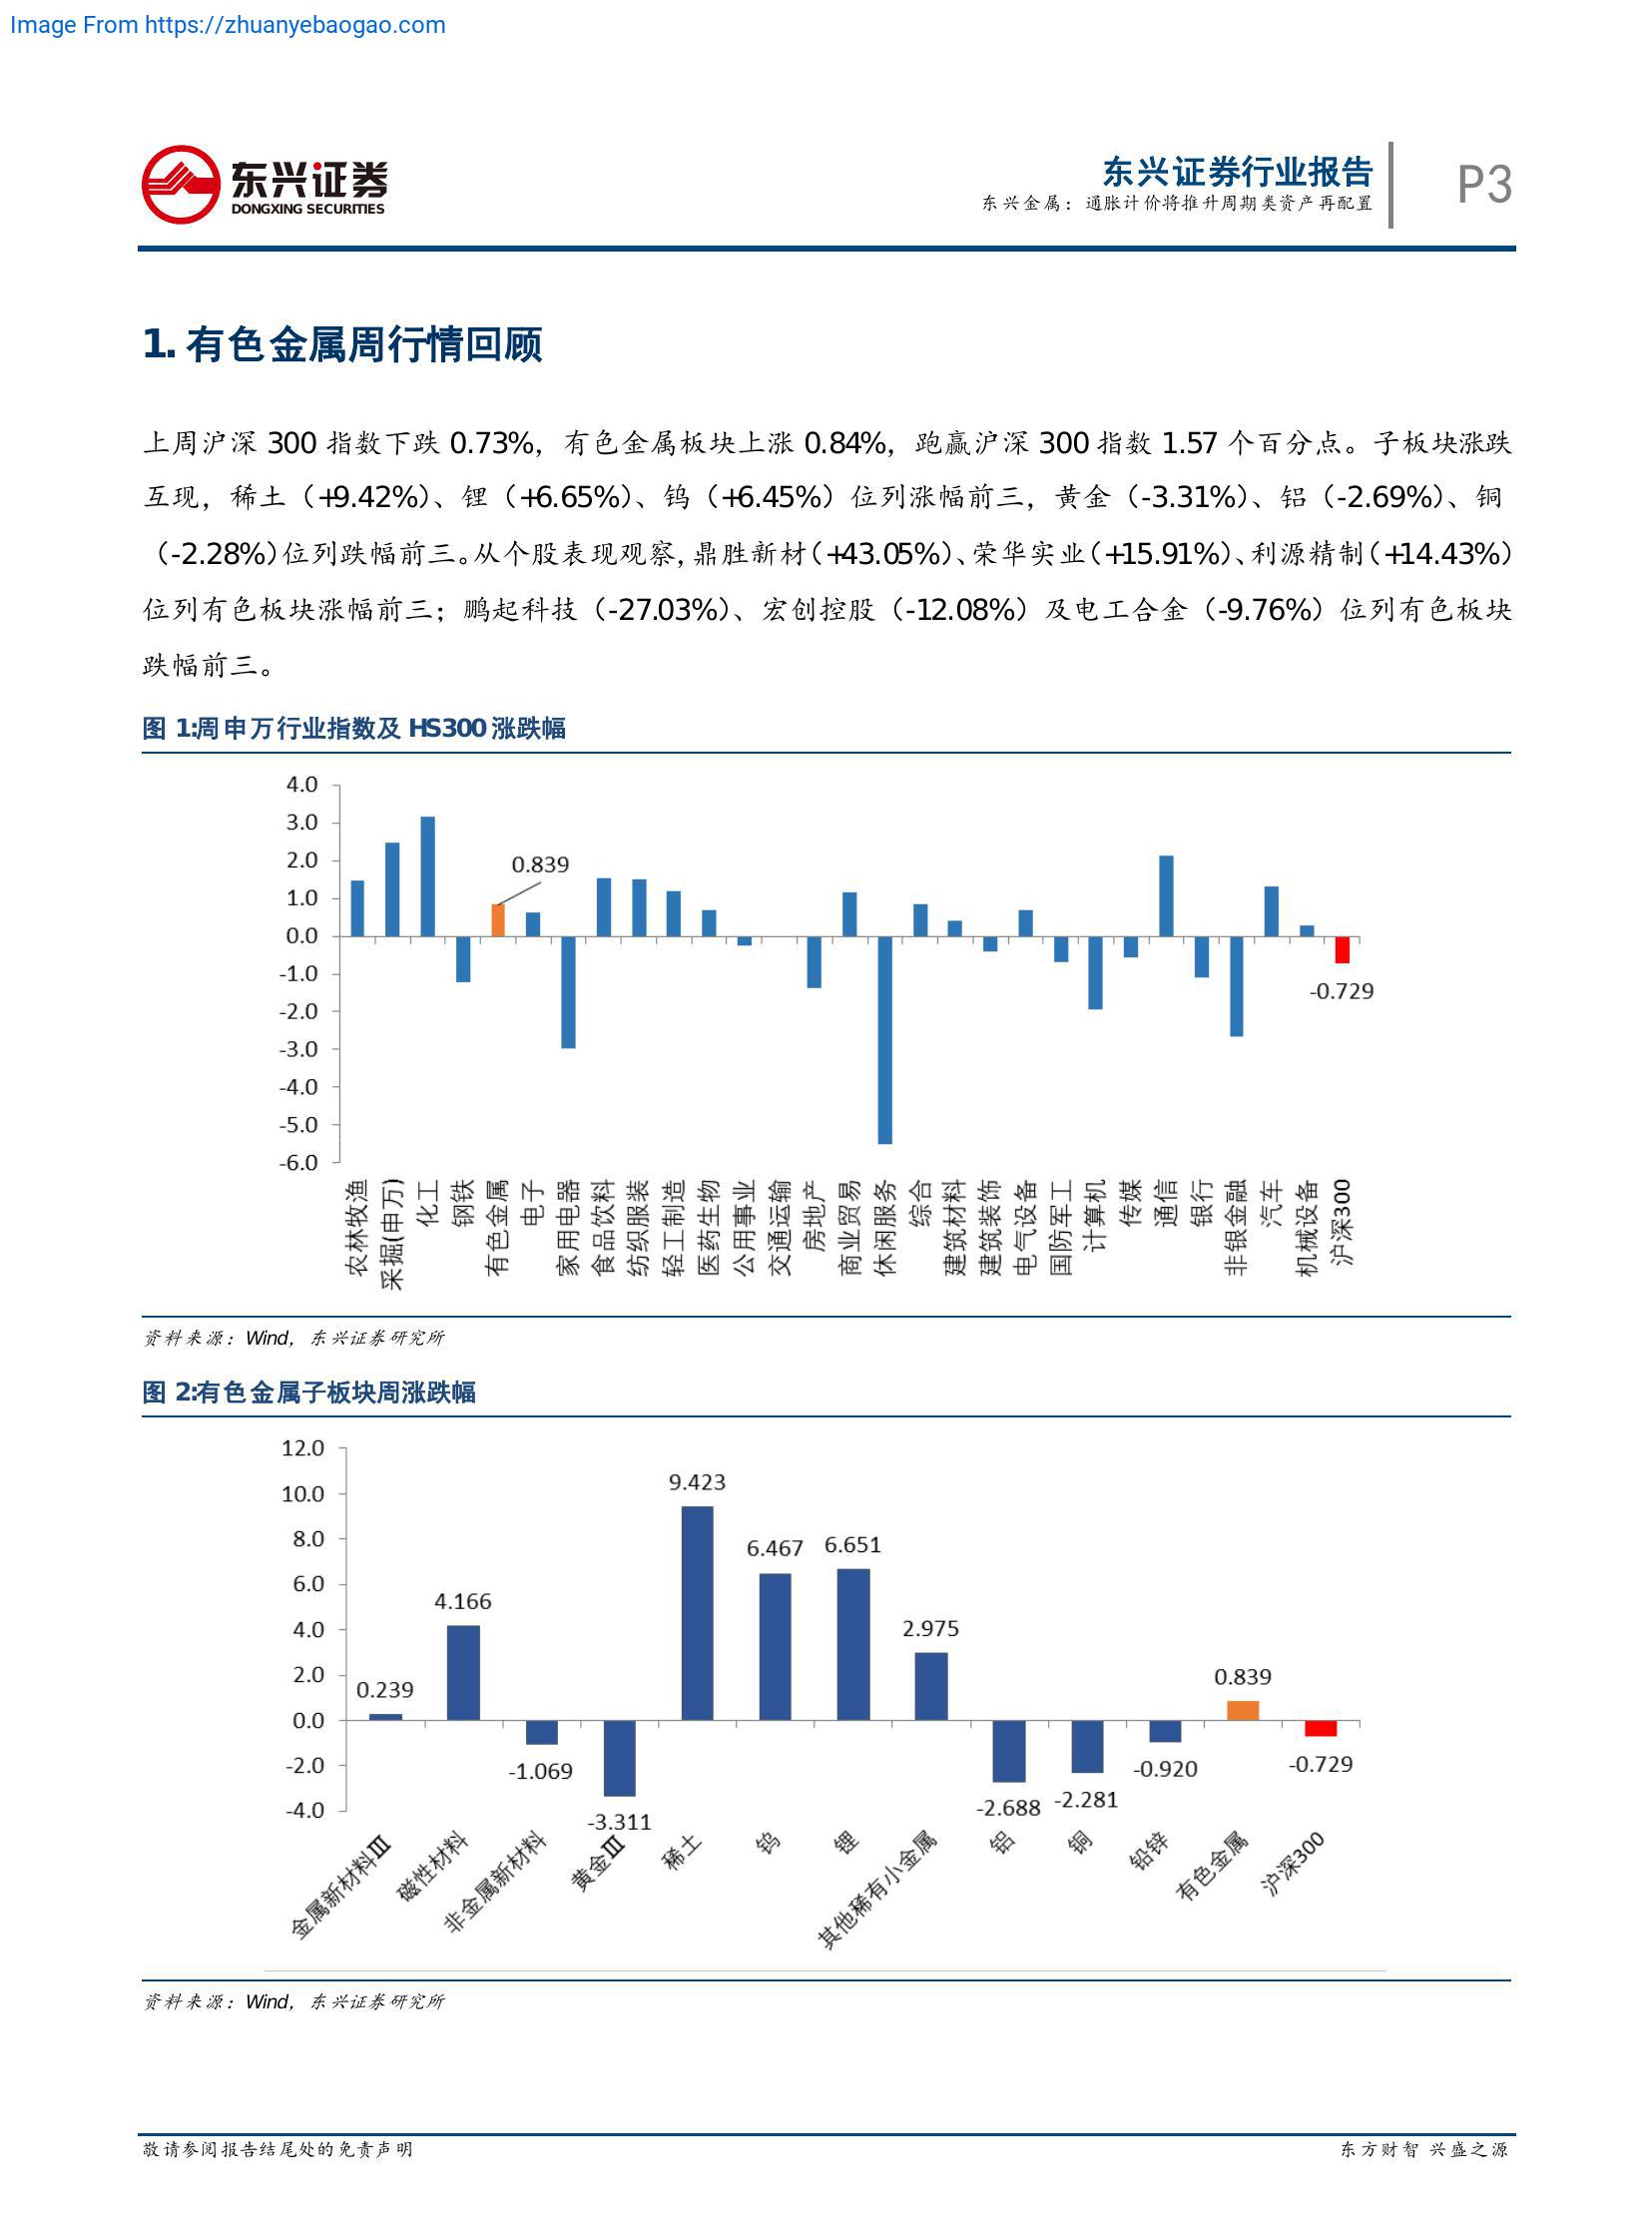 Image From https://zhuanyebaogao.com
东兴证券
DONGXING SECURITIES
东兴证券行业报告
东兴金属：通胀计价将推升周期类资产再配置
P3
1. 有色金属周行情回顾
上周沪深 300 指数下跌 0.73%，有色金属板块上涨 0.84%，跑赢沪深 300 指数 1.57 个百分点。子板块涨跌
互现，稀土（+9.42%）、锂（+6.65%）、钨（+6.45%）位列涨幅前三，黄金（-3.31%）、铝（-2.69%）、铜
（-2.28%）位列跌幅前三。从个股表现观察，鼎胜新材（+43.05%）、荣华实业（+15.91%）、利源精制（+14.43%）
位列有色板块涨幅前三；鹏起科技（-27.03%）、宏创控股（-12.08%）及电工合金（-9.76%）位列有色板块
跌幅前三。
图 1:周申万行业指数及 HS300 涨跌幅
4.0
3.0
2.0
1.0
0.0
-1.0
-2.0
-3.0
-4.0
-5.0
-6.0
0.839
-0.729
农林牧渔
采掘(申万)
化工
钢铁
有色金属
电子
家用电器
食品饮料
纺织服装
轻工制造
医药生物
公用事业
交通运输
房地产
商业贸易
休闲服务
综合
建筑材料
建筑装饰
电气设备
国防军工
计算机
传媒
通信
银行
非银金融
汽车
机械设备
沪深300
资料来源：Wind，东兴证券研究所
图 2:有色金属子板块周涨跌幅
12.0
10.0
8.0
6.0
4.0
2.0
0.0
-2.0
-4.0
0.239
4.166
-1.069
-3.311
9.423
6.467
6.651
2.975
-2.688
-2.281
-0.920
0.839
-0.729
金属新材料Ⅲ
磁性材料
非金属新材料
黄金Ⅲ
稀土
钨
锂
其他稀有小金属
铝
铜
铅锌
有色金属
沪深300
资料来源：Wind，东兴证券研究所
敬请参阅报告结尾处的免责声明
东方财智 兴盛之源